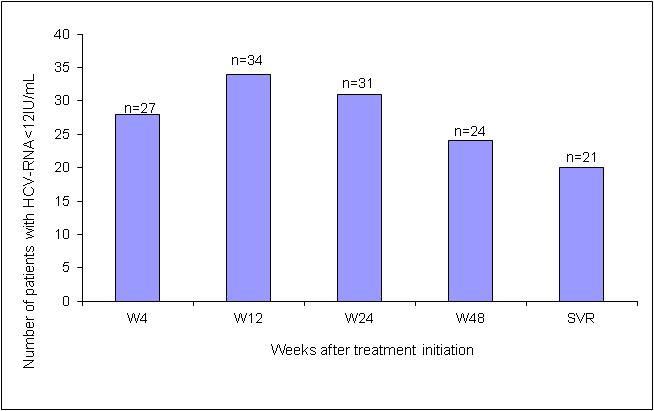 Number of patients with HCV-RNA <12IU/mL
40
35
30
25
20
15
10
5
0
n=27
n=34
n=31
n=24
n=21
W4
W12
W24
W48
SVR
Weeks after treatment initiation